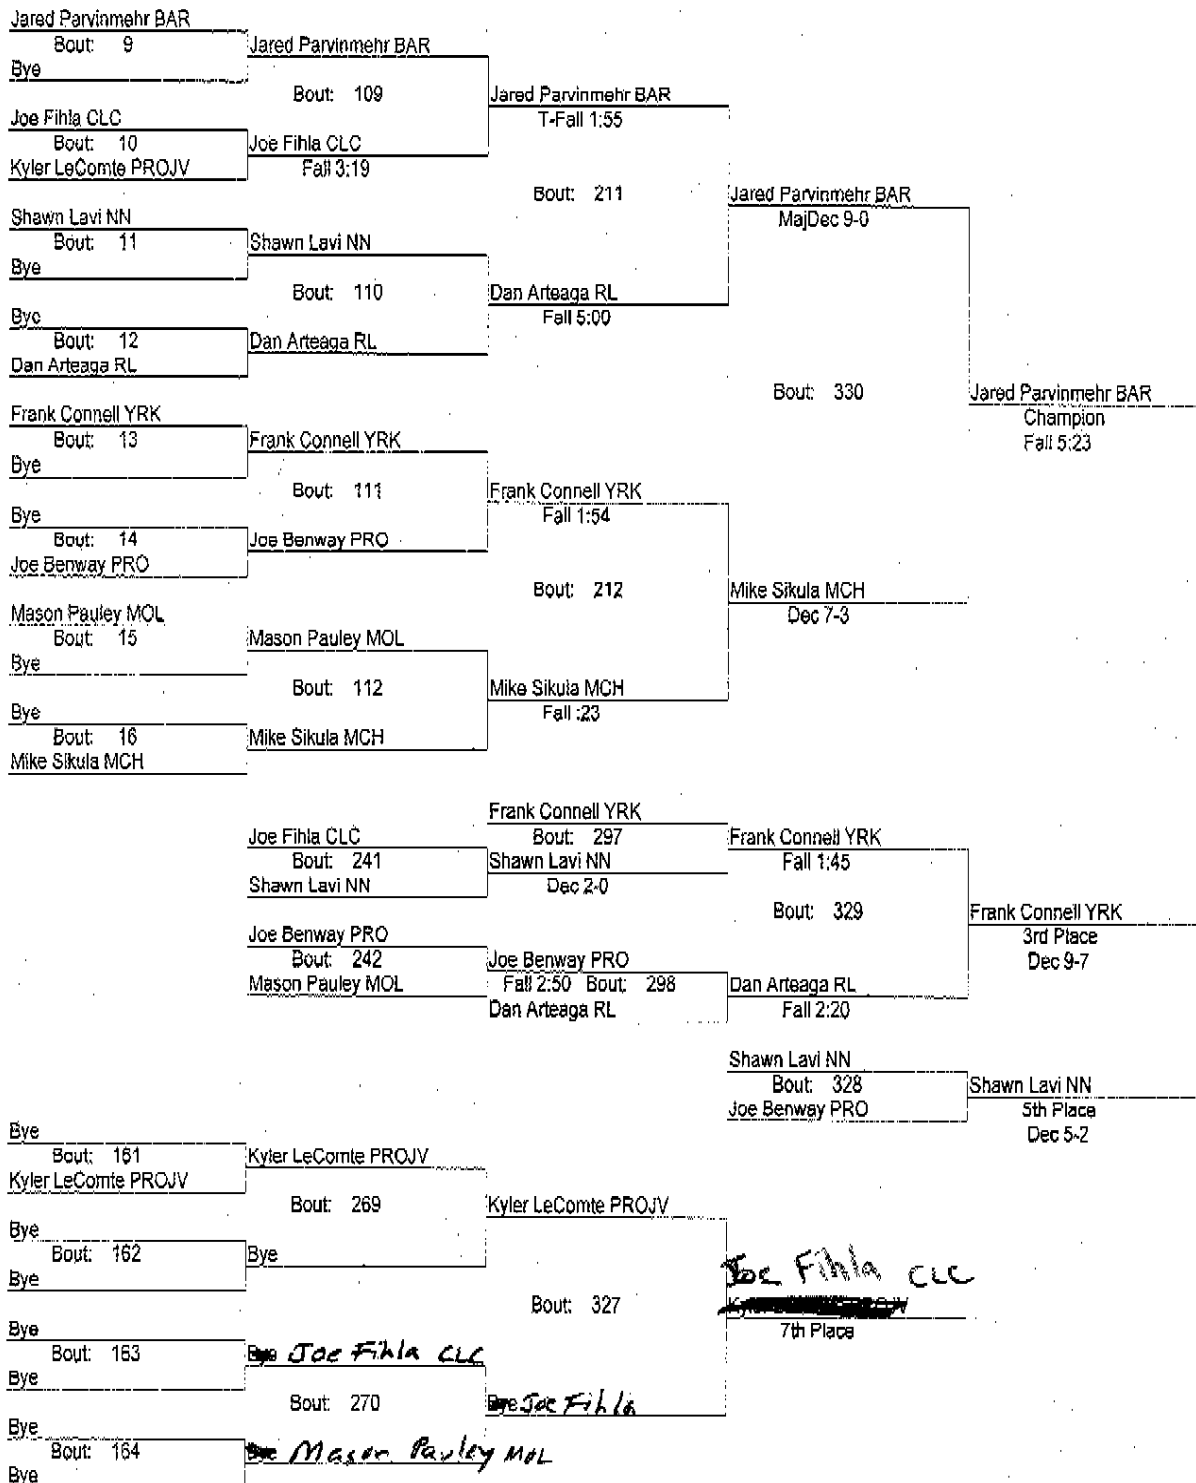 Jared Parvinmehr BAR
Bout: 9
Bye
Jared Parvinmehr BAR
Bout: 109
Joe Fihla CLC
Bout: 10
Kyler LeComte PROJV
Joe Fihla CLC
Fall 3:19
Jared Parvinmehr BAR
T-Fall 1:55
Bout: 211
Shawn Lavi NN
Bout: 11
Bye
Shawn Lavi NN
Bout: 110
Bye
Bout: 12
Dan Arteaga RL
Dan Arteaga RL
Dan Arteaga RL
Fall 5:00
Jared Parvinmehr BAR
MajDec 9-0
Bout: 330
Jared Parvinmehr BAR
Champion
Fall 5:23
Frank Connell YRK
Bout: 13
Bye
Frank Connell YRK
Bout: 111
Bye
Bout: 14
Joe Benway PRO
Joe Benway PRO
Frank Connell YRK
Fall 1:54
Bout: 212
Mason Pauley MOL
Bout: 15
Bye
Mason Pauley MOL
Bout: 112
Bye
Bout: 16
Mike Sikula MCH
Mike Sikula MCH
Mike Sikula MCH
Fall :23
Mike Sikula MCH
Dec 7-3
Joe Fihla CLC
Bout: 241
Shawn Lavi NN
Frank Connell YRK
Bout: 297
Shawn Lavi NN
Dec 2-0
Frank Connell YRK
Fall 1:45
Bout: 329
Joe Benway PRO
Bout: 242
Mason Pauley MOL
Joe Benway PRO
Fall 2:50 Bout: 298
Dan Arteaga RL
Dan Arteaga RL
Fall 2:20
Frank Connell YRK
3rd Place
Dec 9-7
Shawn Lavi NN
Bout: 328
Joe Benway PRO
Shawn Lavi NN
5th Place
Dec 5-2
Bye
Bout: 161
Kyler LeComte PROJV
Kyler LeComte PROJV
Bout: 269
Bye
Bout: 162
Bye
Bye
Kyler LeComte PROJV
Bout: 327
Bye
Bout: 163
Bye
Joe Fihla CLC
Bout: 270
Bye
Bout: 164
Bye
Mason Pauley MOL
Joe Fihla
Joe Fihla CLC
7th Place